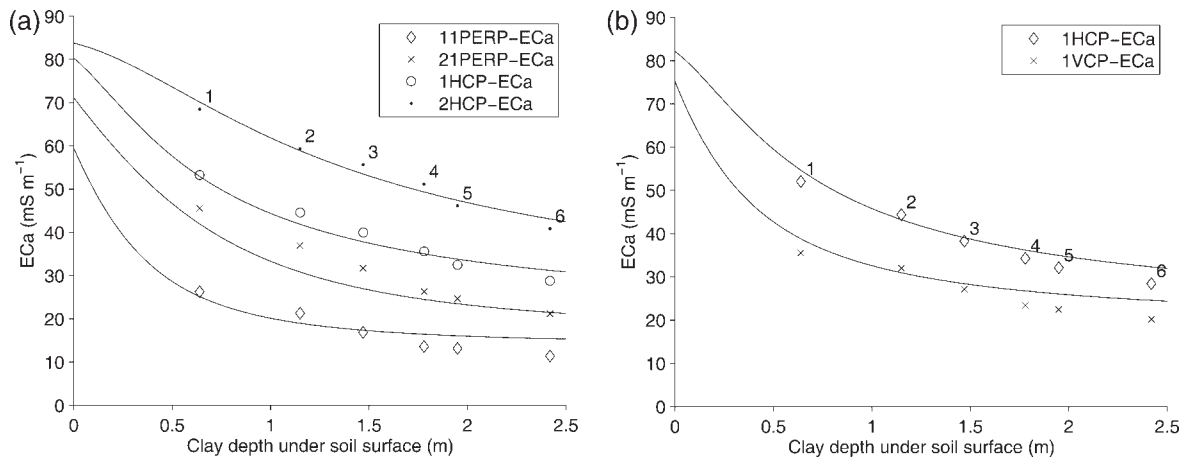 (a)
90
80
70
60
50
40
30
20
10
0
ECa (mS m⁻¹)
11PERP−ECa
21PERP−ECa
1HCP−ECa
2HCP−ECa
1
2
3
4
5
6
0 0.5 1 1.5 2 2.5
Clay depth under soil surface (m)
(b)
90
80
70
60
50
40
30
20
10
0
ECa (mS m⁻¹)
1HCP−ECa
1VCP−ECa
1
2
3
4
5
6
0 0.5 1 1.5 2 2.5
Clay depth under soil surface (m)